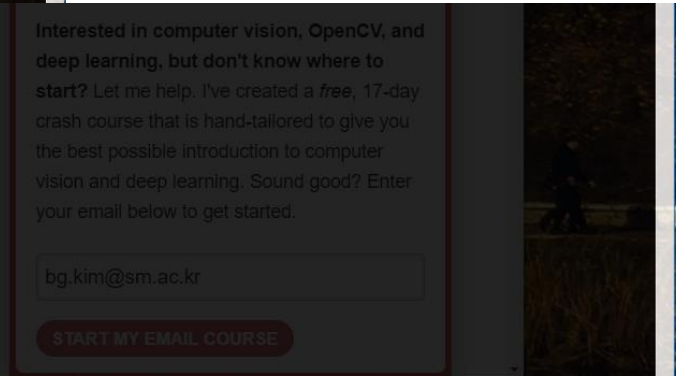 Interested in computer vision, OpenCV, and
deep learning, but don't know where to
start? Let me help. I've created a free, 17-day
crash course that is hand-tailored to give you
the best possible introduction to computer
vision and deep learning. Sound good? Enter
your email below to get started.
bg.kim@sm.ac.kr
START MY EMAIL COURSE